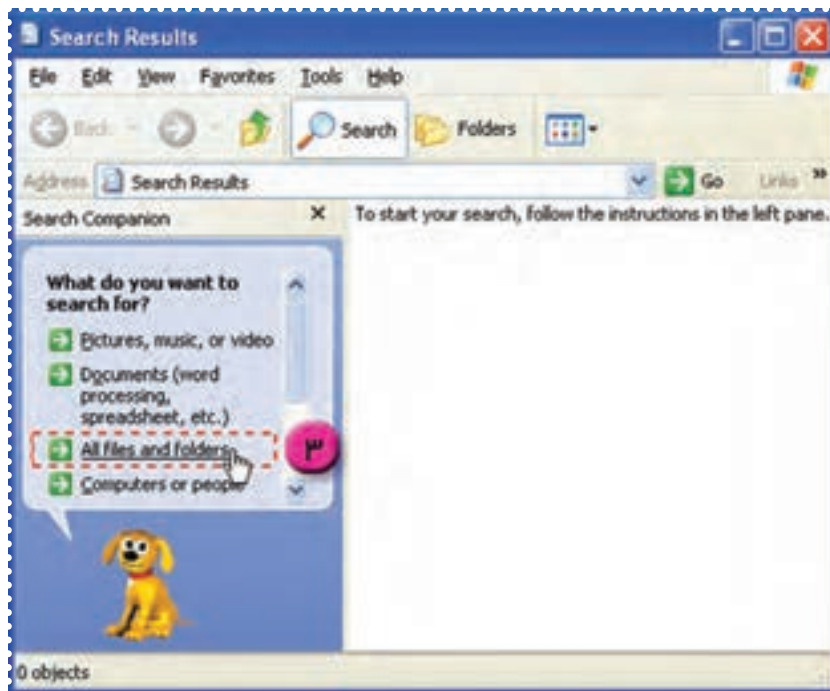 Search Results
File Edit View Favorites Tools Help
Back Search Folders
Address Search Results Go Links »
Search Companion
To start your search, follow the instructions in the left pane.
What do you want to
search for?
Pictures, music, or video
Documents (word
processing,
spreadsheet, etc.)
All files and folders
۳
Computers or people
0 objects